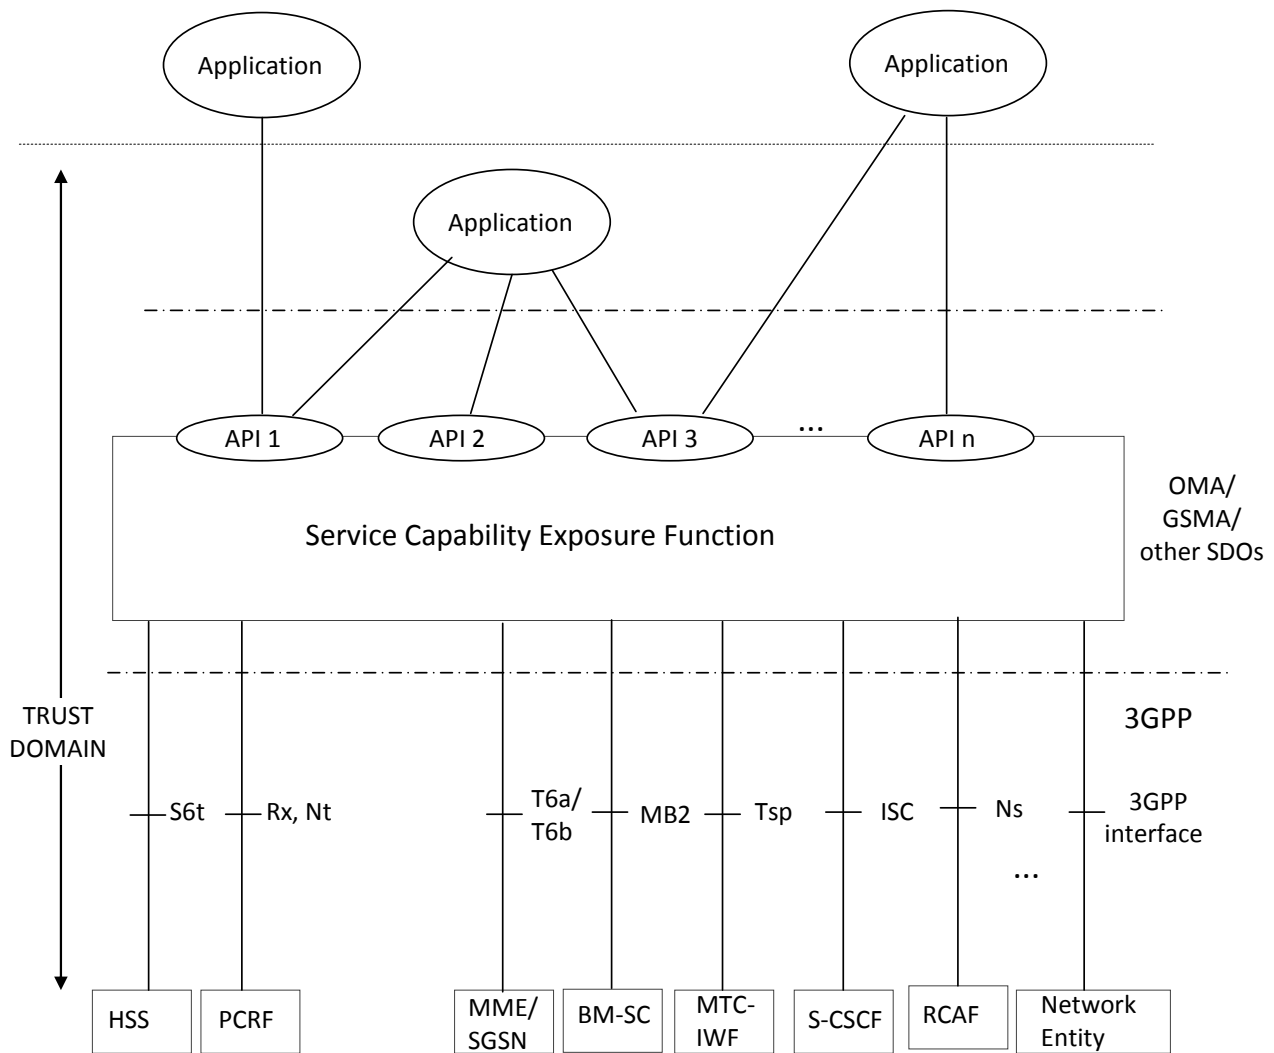 Application
Application
Application
API 1
API 2
API 3
...
API n
Service Capability Exposure Function
OMA/
GSMA/
other SDOs
TRUST
DOMAIN
3GPP
S6t
Rx, Nt
T6a/
T6b
MB2
Tsp
ISC
Ns
3GPP
interface
...
HSS
PCRF
MME/
SGSN
BM-SC
MTC-
IWF
S-CSCF
RCAF
Network
Entity